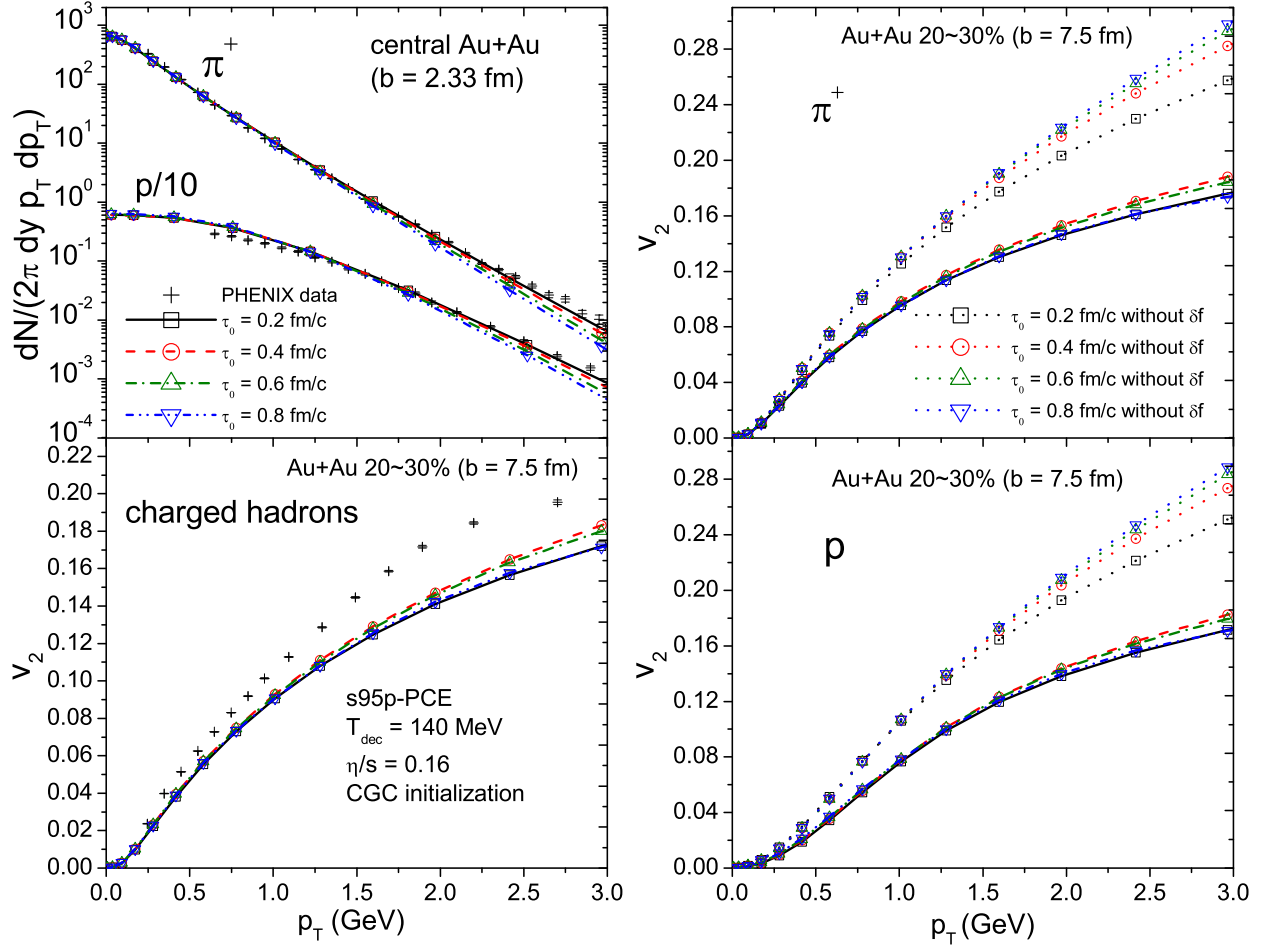 10³
10²
10¹
10⁰
10⁻¹
10⁻²
10⁻³
10⁻⁴
dN/(2π dy p_T dp_T)
π⁺
central Au+Au
(b = 2.33 fm)
p/10
PHENIX data
τ₀ = 0.2 fm/c
τ₀ = 0.4 fm/c
τ₀ = 0.6 fm/c
τ₀ = 0.8 fm/c
0.28
0.24
0.20
0.16
0.12
0.08
0.04
0.00
v₂
Au+Au 20~30% (b = 7.5 fm)
π⁺
τ₀ = 0.2 fm/c without δf
τ₀ = 0.4 fm/c without δf
τ₀ = 0.6 fm/c without δf
τ₀ = 0.8 fm/c without δf
0.22
0.20
0.18
0.16
0.14
0.12
0.10
0.08
0.06
0.04
0.02
0.00
v₂
Au+Au 20~30% (b = 7.5 fm)
charged hadrons
s95p-PCE
T_dec = 140 MeV
η/s = 0.16
CGC initialization
0.0 0.5 1.0 1.5 2.0 2.5 3.0
p_T (GeV)
0.28
0.24
0.20
0.16
0.12
0.08
0.04
0.00
v₂
Au+Au 20~30% (b = 7.5 fm)
p
0.0 0.5 1.0 1.5 2.0 2.5 3.0
p_T (GeV)